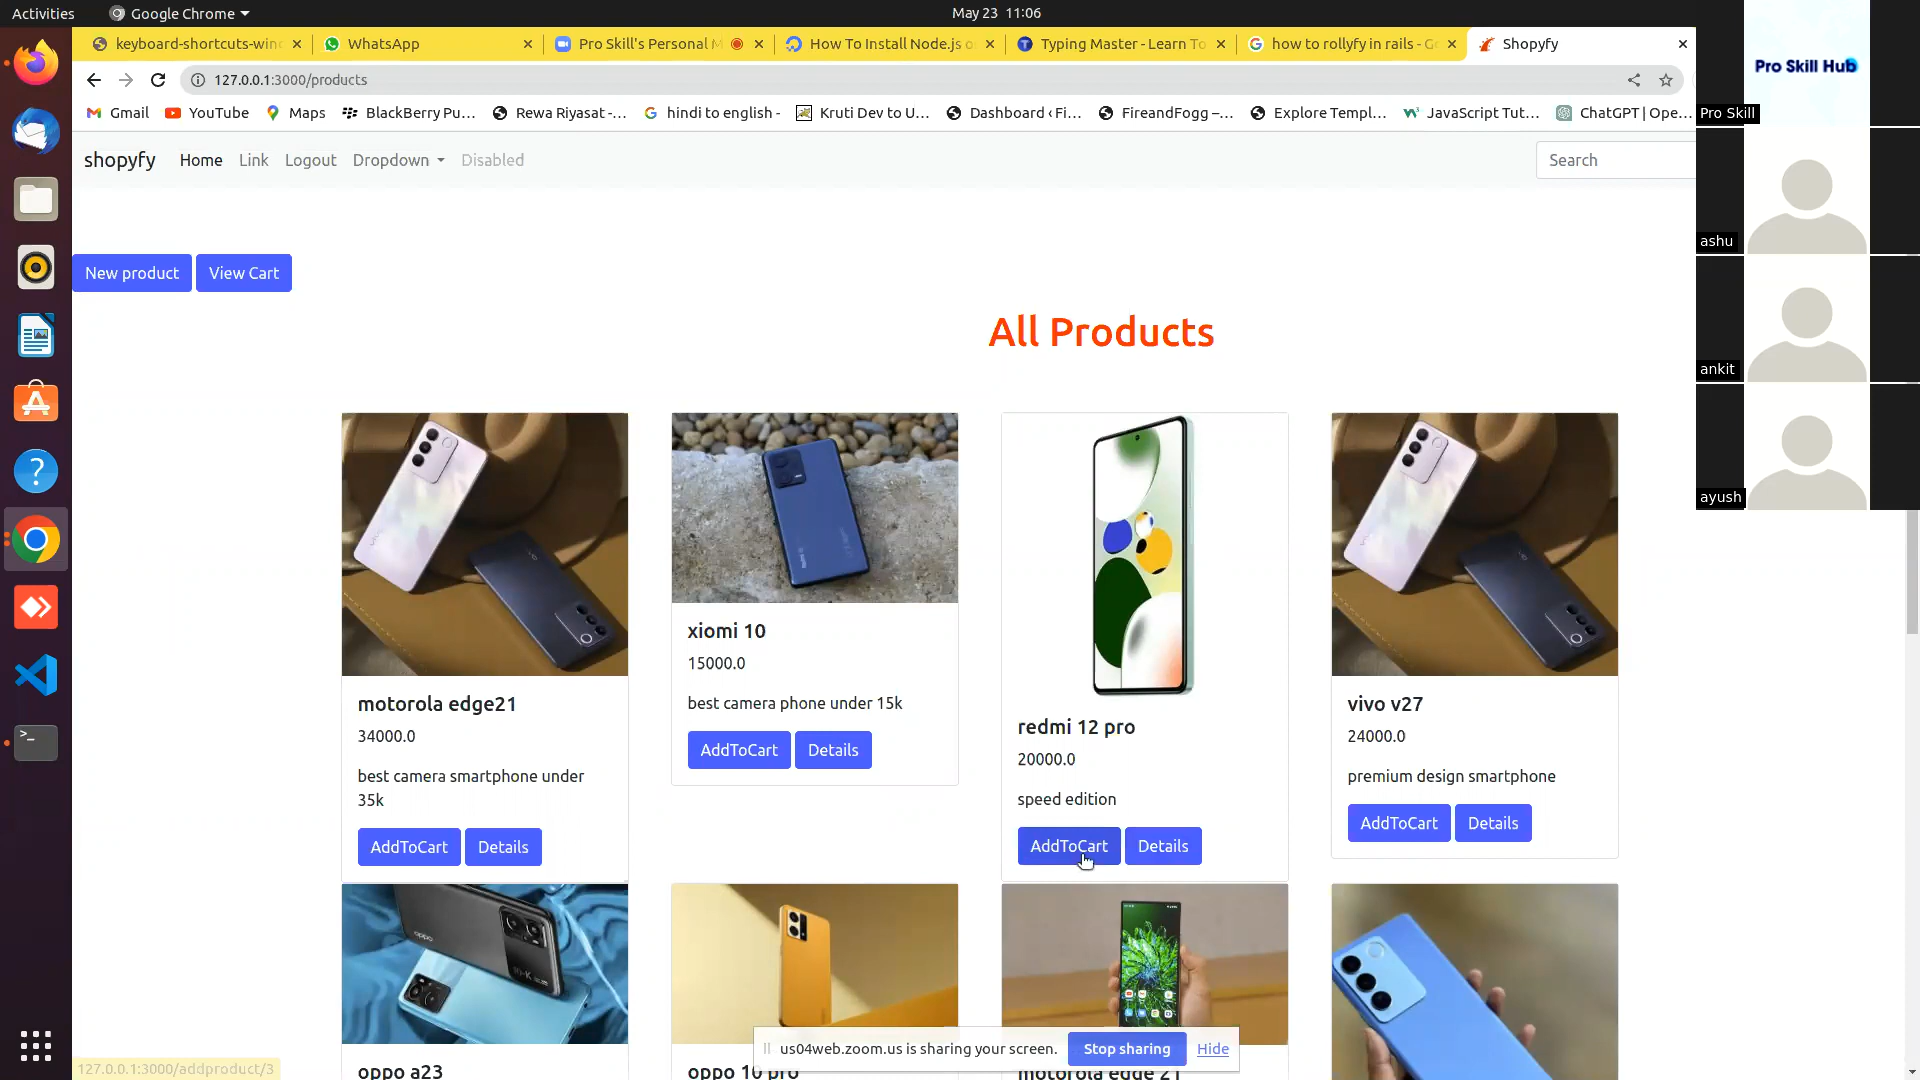 Activities Google Chrome May 23 11:06
keyboard-shortcuts-win WhatsApp Pro Skill's Personal M How To Install Node.js o Typing Master - Learn To how to rollyfy in rails - G Shopyfy
127.0.0.1:3000/products
Gmail YouTube Maps BlackBerry Pu... Rewa Riyasat -... hindi to english - Kruti Dev to U... Dashboard ‹ Fi... FireandFogg –... Explore Templ... JavaScript Tut... ChatGPT | Ope...
shopyfy Home Link Logout Dropdown Disabled Search
New product View Cart
All Products
motorola edge21
34000.0
best camera smartphone under
35k
AddToCart Details
xiomi 10
15000.0
best camera phone under 15k
AddToCart Details
redmi 12 pro
20000.0
speed edition
AddToCart Details
vivo v27
24000.0
premium design smartphone
AddToCart Details
oppo
oppo a23
oppo 10 pro
motorola edge 21
us04web.zoom.us is sharing your screen. Stop sharing Hide
127.0.0.1:3000/addproduct/3
Pro Skill Hub
Pro Skill
ashu
ankit
ayush